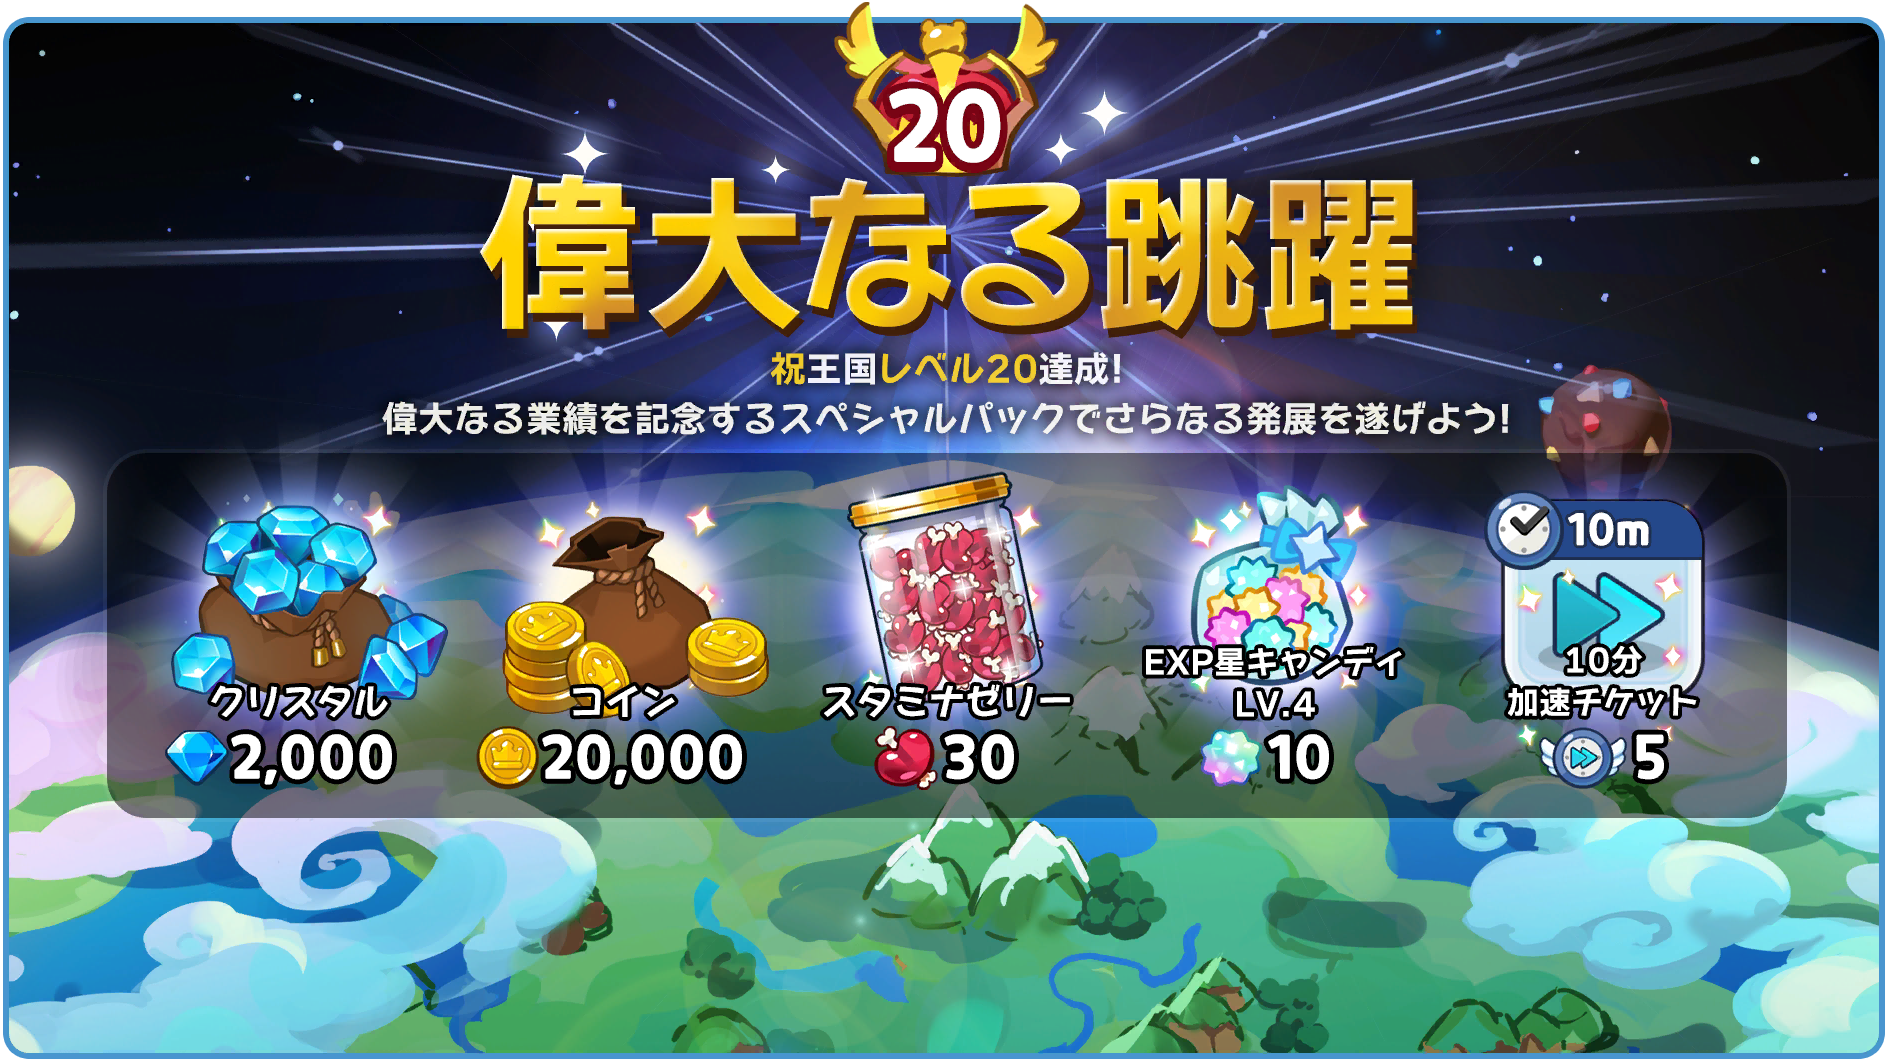 20
偉大なる跳躍
祝王国レベル20達成!
偉大なる業績を記念するスペシャルパックでさらなる発展を遂げよう!
クリスタル
2,000
コイン
20,000
スタミナゼリー
30
EXP星キャンディ
LV.4
10
10m
10分
加速チケット
5